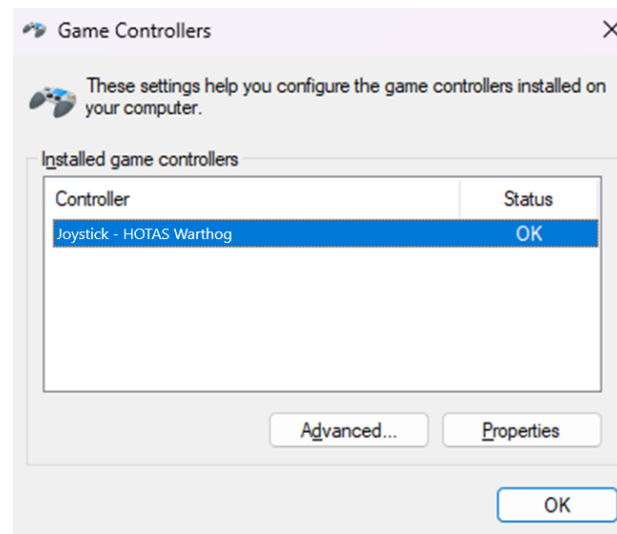 Game Controllers
These settings help you configure the game controllers installed on
your computer.
Installed game controllers
Controller Status
Joystick - HOTAS Warthog OK
Advanced... Properties
OK